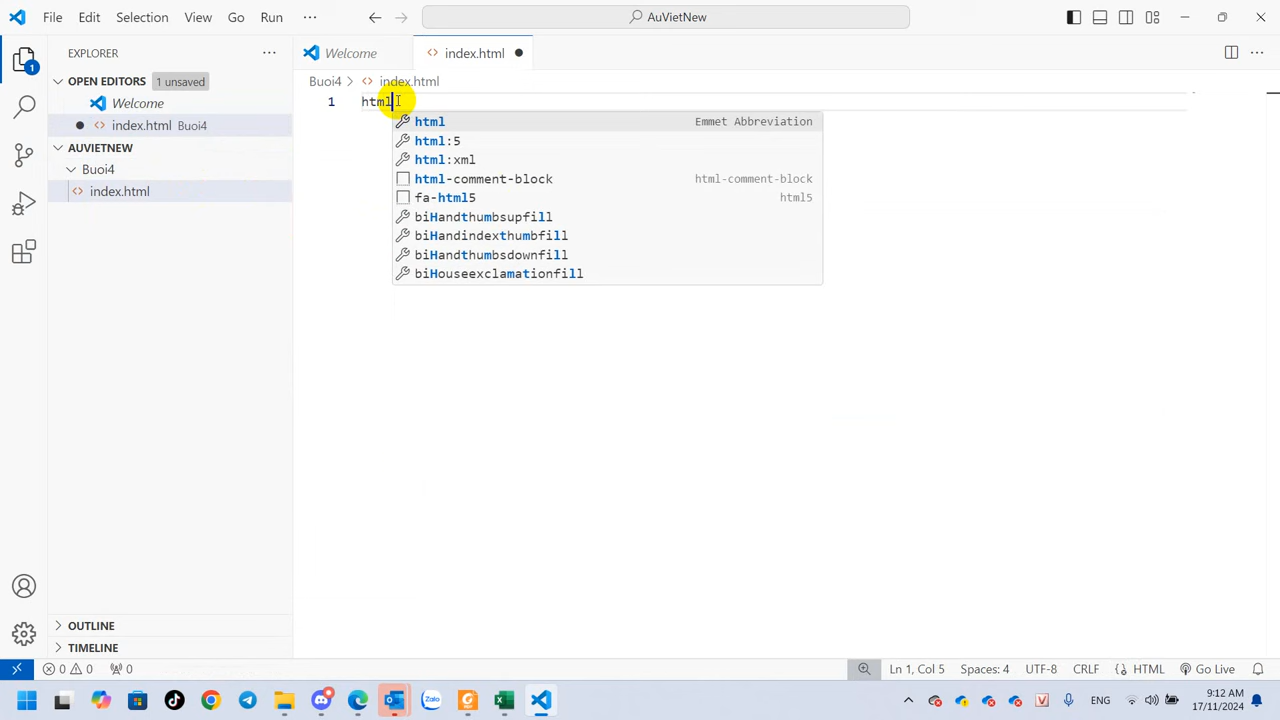 File Edit Selection View Go Run ··· AuVietNew
EXPLORER ···
Welcome
index.html
OPEN EDITORS 1 unsaved
Buoi4 > index.html
Welcome
1 html
index.html Buoi4
html Emmet Abbreviation
AUVIETNEW
html:5
Buoi4
html:xml
html-comment-block html-comment-block
index.html
fa-html5 html5
biHandthumbsupfill
biHandindexthumbfill
biHandthumbsdownfill
biHouseexclamationfill
1
OUTLINE
TIMELINE
0 0 0 Ln 1, Col 5 Spaces: 4 UTF-8 CRLF HTML Go Live
Zalo ENG 9:12 AM
17/11/2024